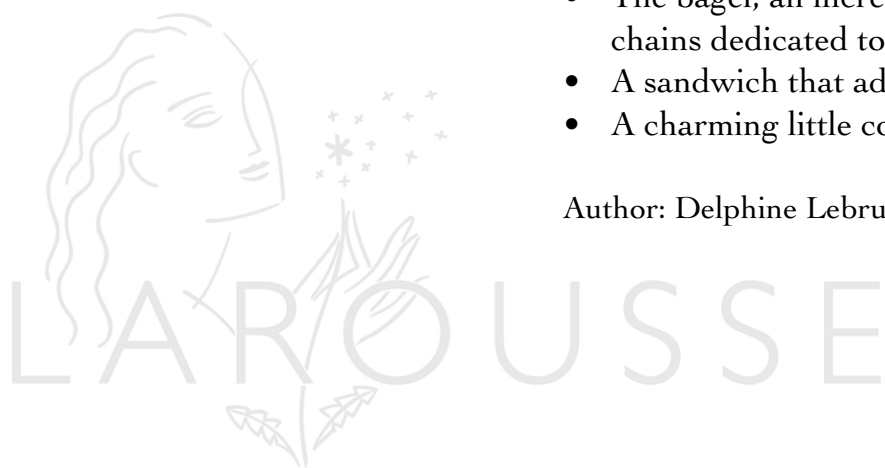 chains dedicated to
• A sandwich that ad
• A charming little co
Author: Delphine Lebru
LAROUSSE